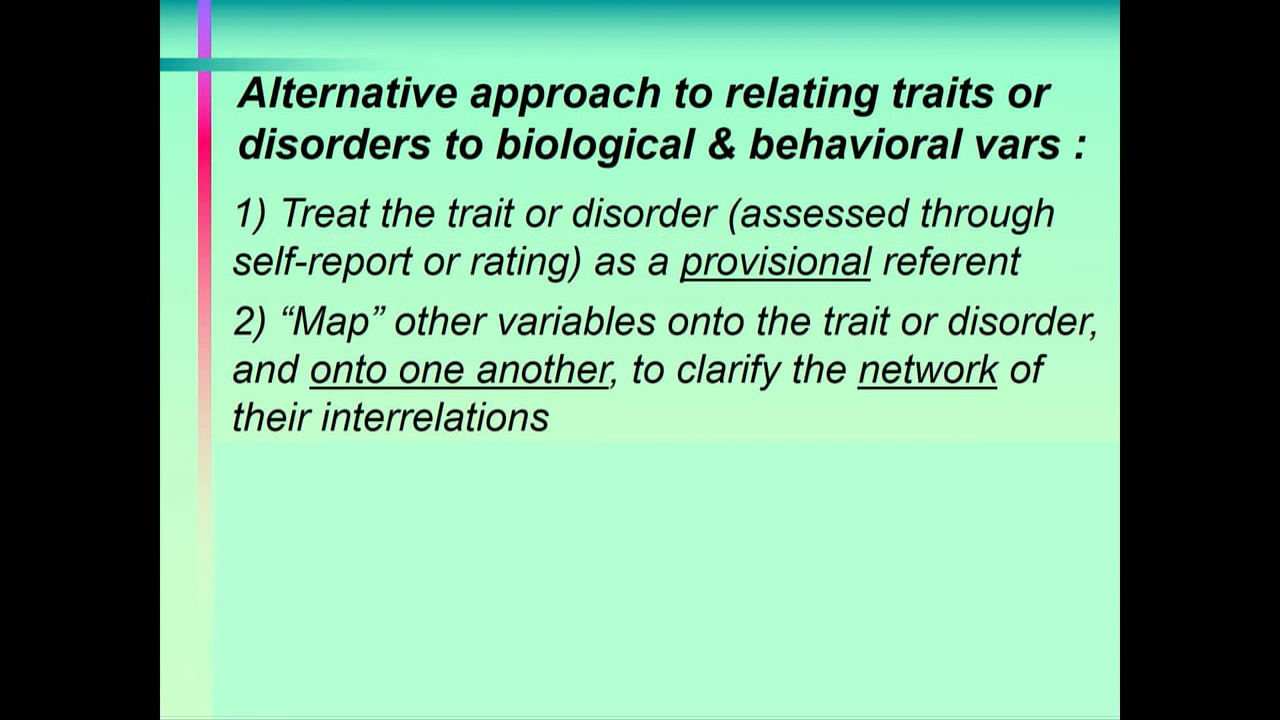 Alternative approach to relating traits or
disorders to biological & behavioral vars :
1) Treat the trait or disorder (assessed through
self-report or rating) as a provisional referent
2) “Map” other variables onto the trait or disorder,
and onto one another, to clarify the network of
their interrelations